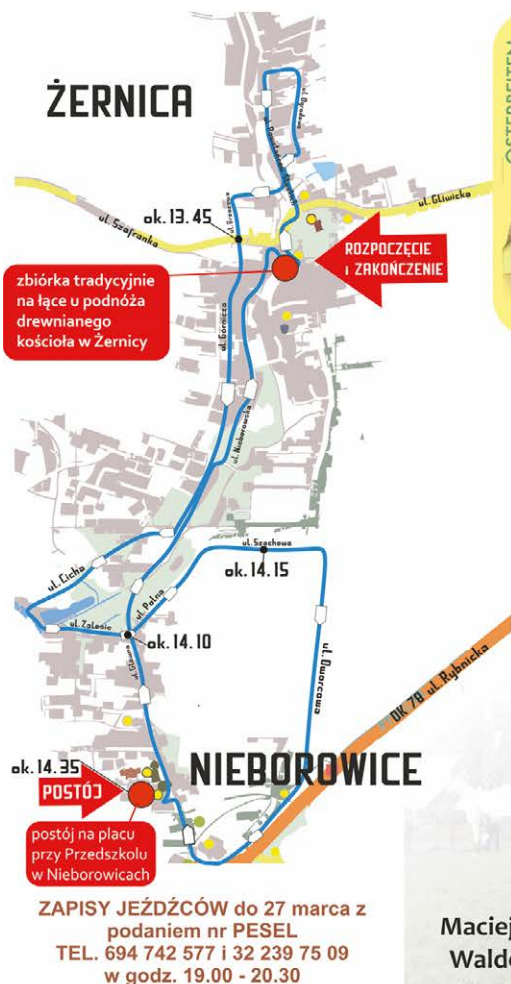 ŻERNICA
OSTERREITEN
ul. Ogrodowa
ul. Powstańców Śląskich
ul. Gliwicka
ul. Szafranka
ok. 13.45
ROZPOCZĘCIE
i ZAKOŃCZENIE
zbiórka tradycyjnie
na łące u podnóża
drewnianego
kościoła w Żernicy
ul. Górnicza
ul. Nieborowska
ul. Cicha
ul. Szachowa
ok. 14.15
ul. Polna
ul. Zalesie
ok. 14.10
ul. Główna
ul. Dworcowa
DK 78 ul. Rybnicka
NIEBOROWICE
ok. 14.35
POSTÓJ
postój na placu
przy Przedszkolu
w Nieborowicach
ZAPISY JEŹDŹCÓW do 27 marca z
podaniem nr PESEL
TEL. 694 742 577 i 32 239 75 09
w godz. 19.00 - 20.30
Maciej